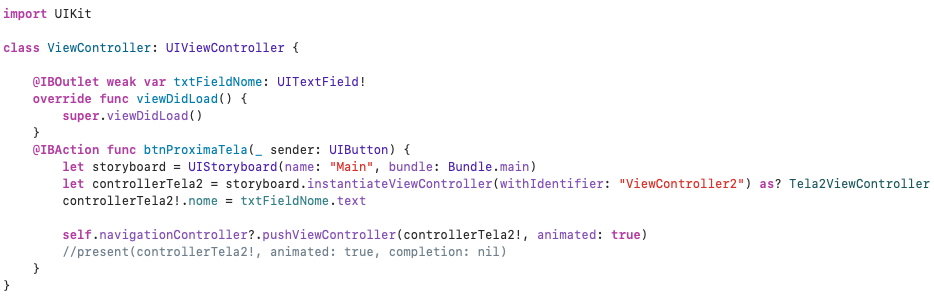 import UIKit
class ViewController: UIViewController {
@IBOutlet weak var txtFieldNome: UITextField!
override func viewDidLoad() {
super.viewDidLoad()
}
@IBAction func btnProximaTela(_ sender: UIButton) {
let storyboard = UIStoryboard(name: "Main", bundle: Bundle.main)
let controllerTela2 = storyboard.instantiateViewController(withIdentifier: "ViewController2") as? Tela2ViewController
controllerTela2!.nome = txtFieldNome.text
self.navigationController?.pushViewController(controllerTela2!, animated: true)
//present(controllerTela2!, animated: true, completion: nil)
}
}